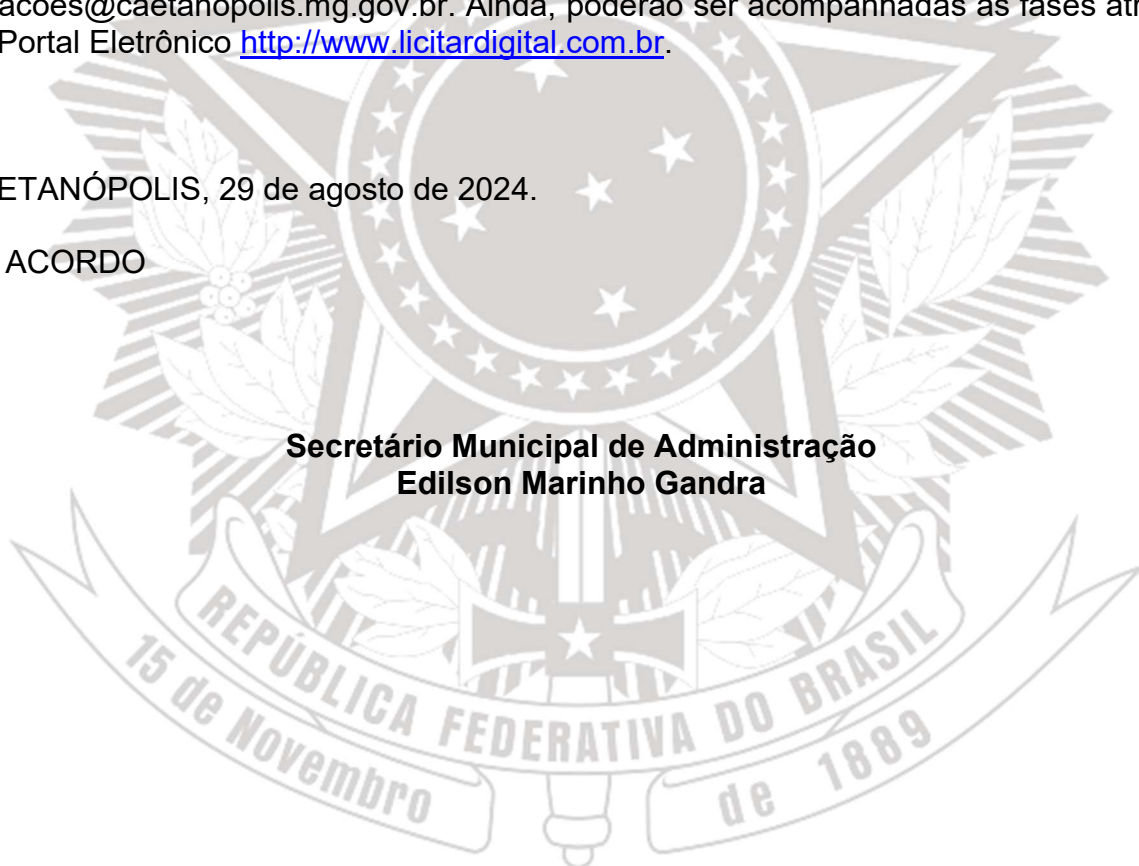 acoes@caetanopolis.mg.gov.br. Ainda, poderão ser acompanhadas as fases atr
Portal Eletrônico http://www.licitardigital.com.br.
ETANÓPOLIS, 29 de agosto de 2024.
ACORDO
Secretário Municipal de Administração
Edilson Marinho Gandra
REPÚBLICA FEDERATIVA DO BRASIL
15 de Novembro de 1889